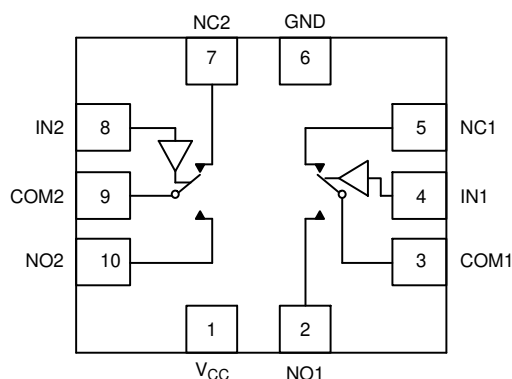 NC2 GND
7 6
IN2 8 5 NC1
COM2 9 4 IN1
NO2 10 3 COM1
1 2
VCC NO1